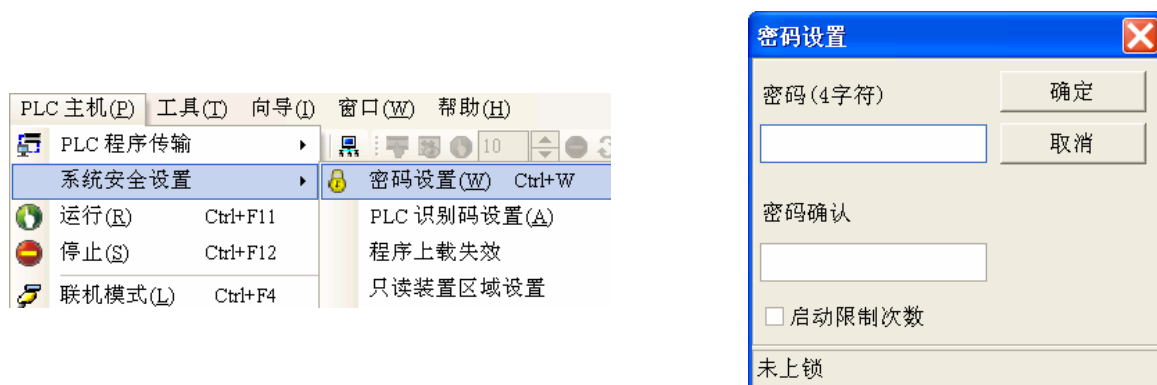 PLC 主机(P) 工具(T) 向导(I) 窗口(W) 帮助(H)
PLC 程序传输
10
系统安全设置
密码设置(W) Ctrl+W
运行(R) Ctrl+F11
PLC 识别码设置(A)
停止(S) Ctrl+F12
程序上载失效
联机模式(L) Ctrl+F4
只读装置区域设置
密码设置
密码(4字符)
确定
取消
密码确认
启动限制次数
未上锁